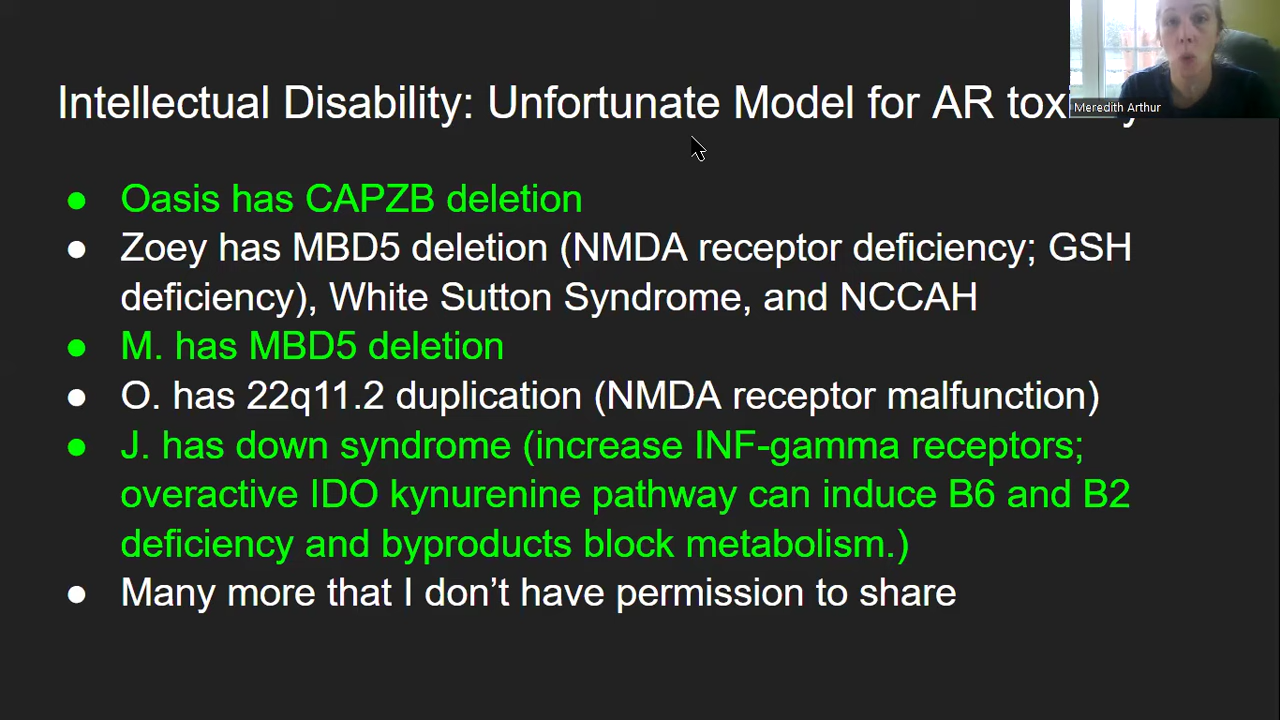 Intellectual Disability: Unfortunate Model for AR
Meredith Arthur
● Oasis has CAPZB deletion
● Zoey has MBD5 deletion (NMDA receptor deficiency; GSH
deficiency), White Sutton Syndrome, and NCCAH
● M. has MBD5 deletion
● O. has 22q11.2 duplication (NMDA receptor malfunction)
● J. has down syndrome (increase INF-gamma receptors;
overactive IDO kynurenine pathway can induce B6 and B2
deficiency and byproducts block metabolism.)
● Many more that I don’t have permission to share